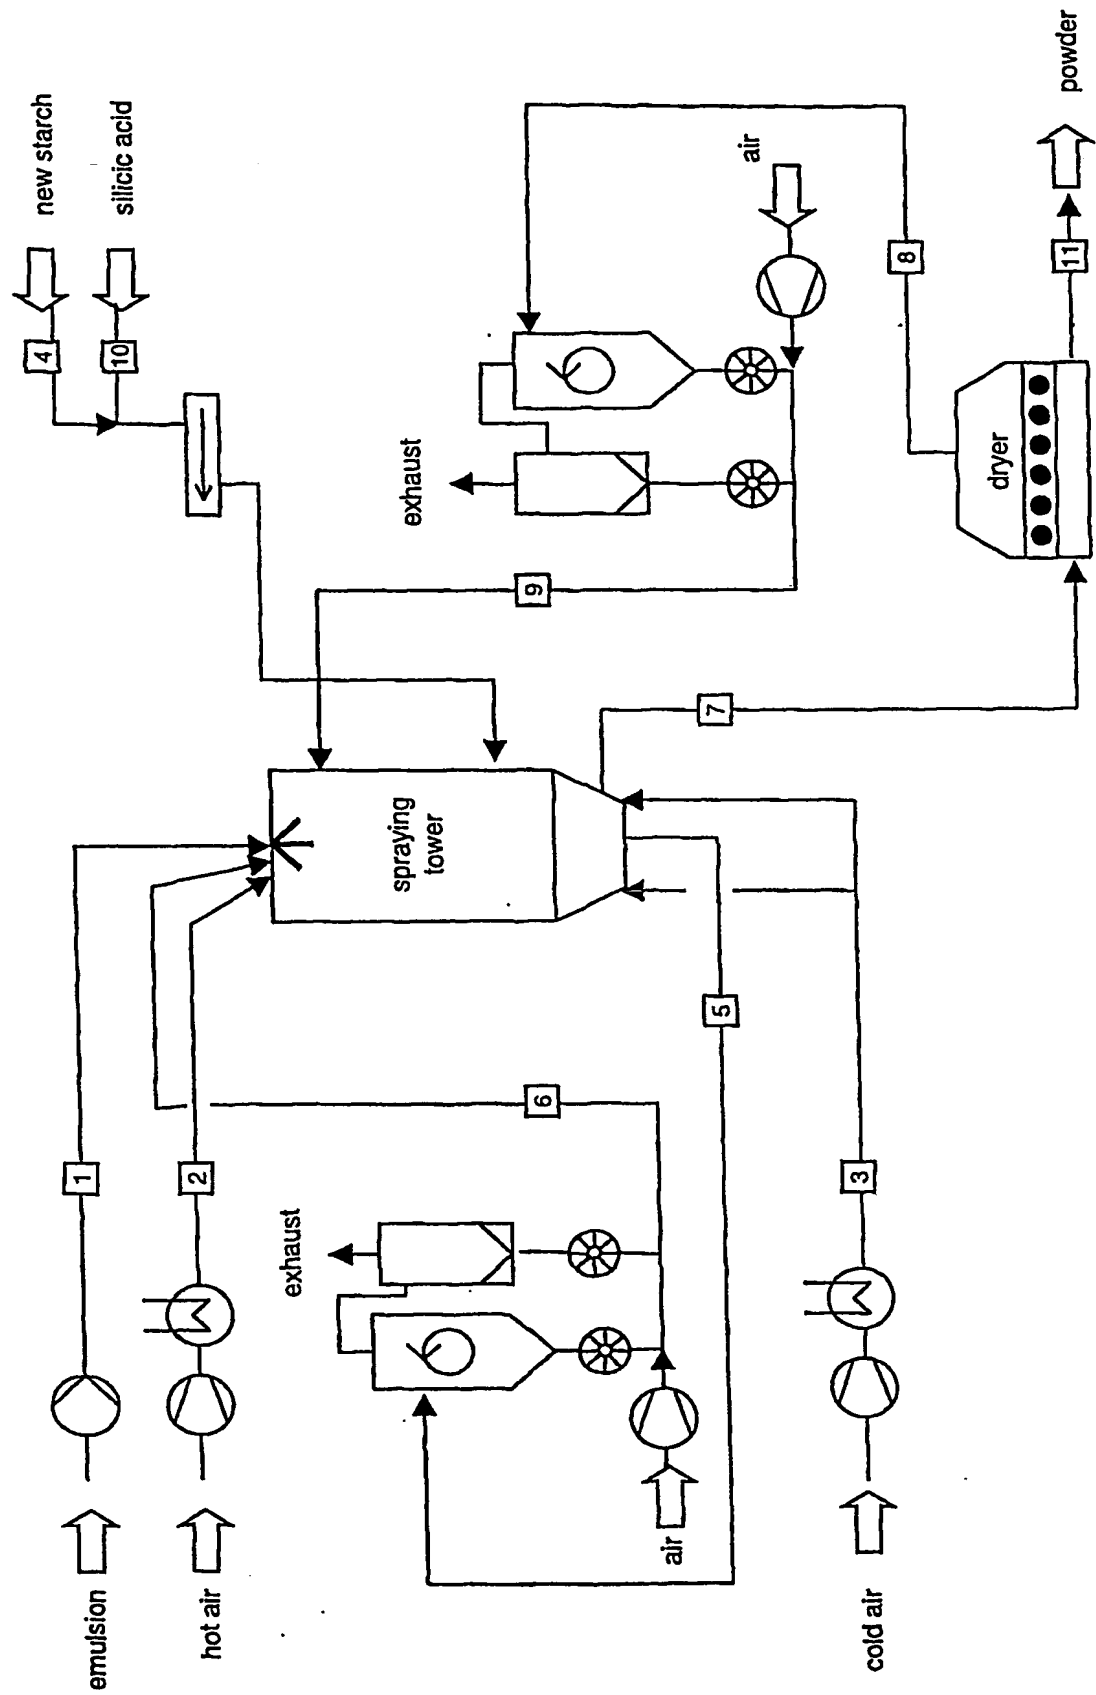 new starch
silicic acid
4
10
powder
air
11
8
exhaust
dryer
9
7
spraying
tower
5
6
1
2
3
exhaust
air
emulsion
hot air
cold air